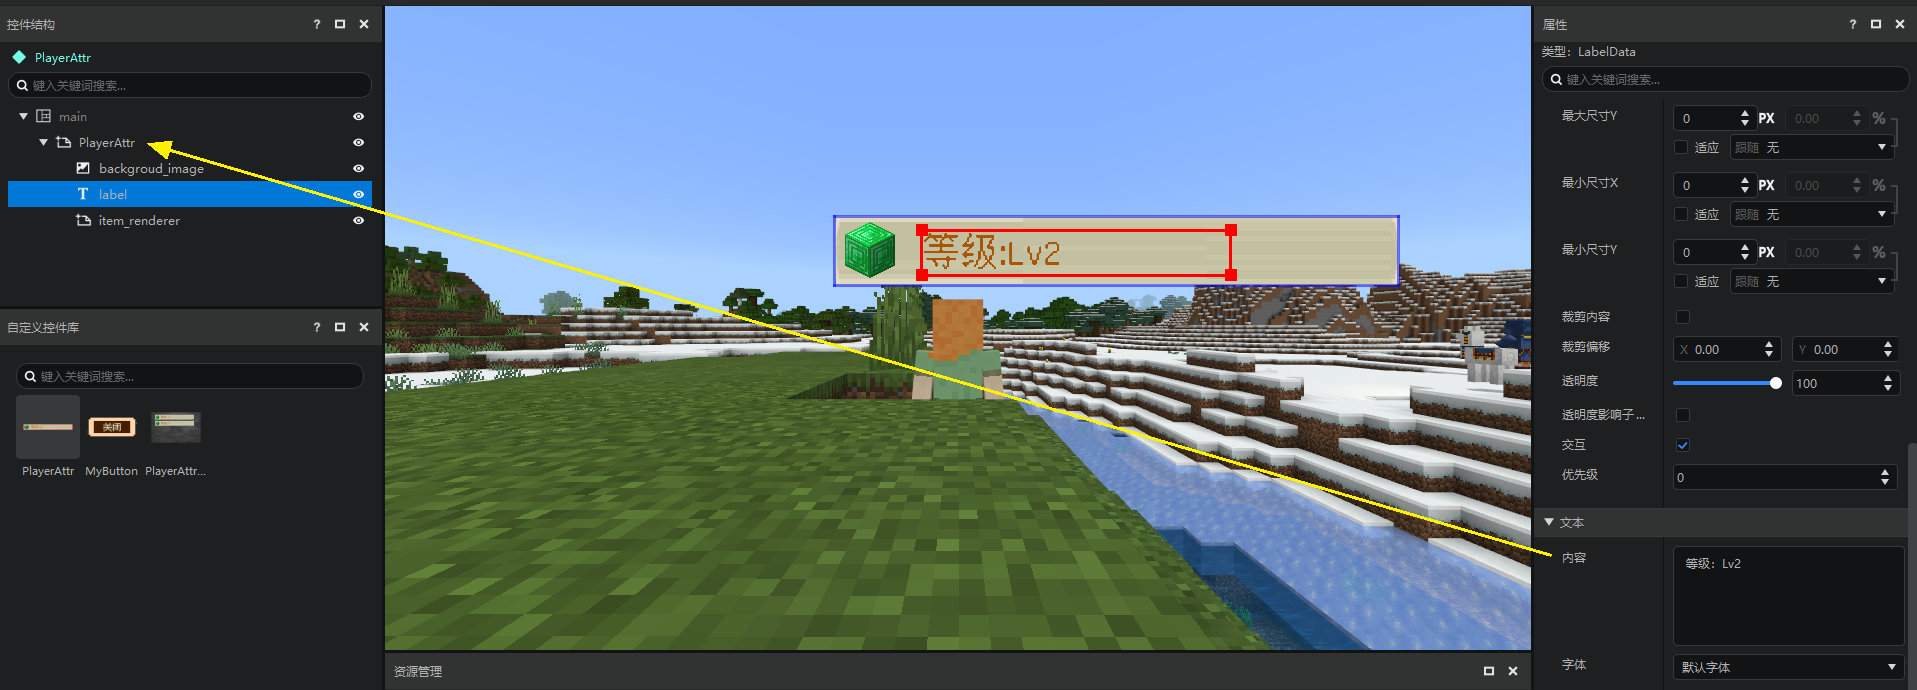 控件结构
?
PlayerAttr
键入关键词搜索...
main
PlayerAttr
backgroud_image
T label
item_renderer
自定义控件库
?
键入关键词搜索...
关闭
PlayerAttr MyButton PlayerAttr...
等级:Lv2
资源管理
属性
?
类型: LabelData
键入关键词搜索...
最大尺寸Y 0 PX 0.00 %
适应 跟随 无
最小尺寸X 0 PX 0.00 %
适应 跟随 无
最小尺寸Y 0 PX 0.00 %
适应 跟随 无
裁剪内容
裁剪偏移 X 0.00 Y 0.00
透明度 100
透明度影响子...
交互
优先级 0
文本
内容 等级: Lv2
字体 默认字体